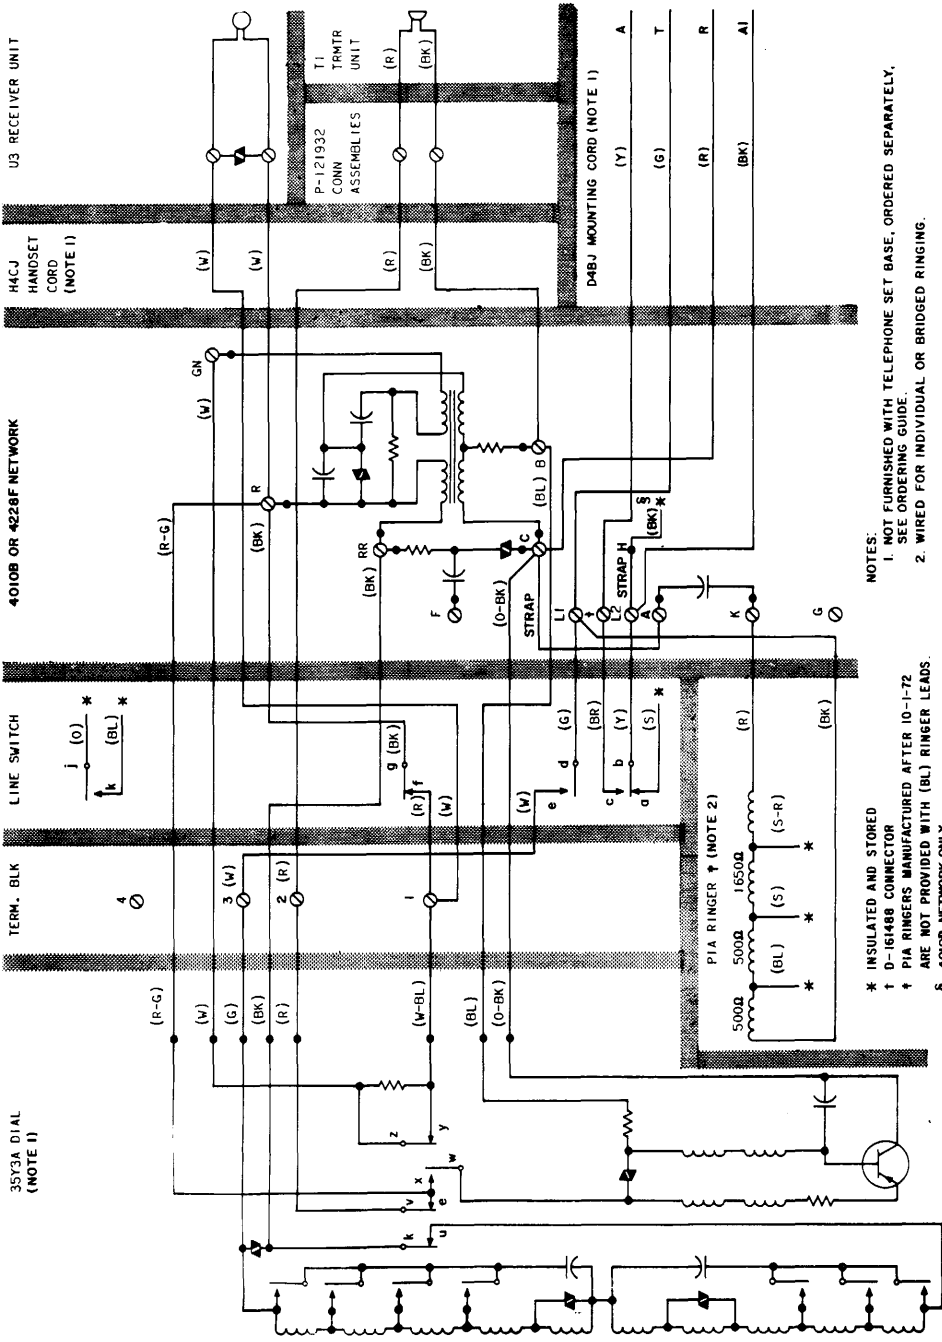 35Y3A DIAL
(NOTE 1)
TERM. BLK
LINE SWITCH
4010B OR 4228F NETWORK
H4CJ
HANDSET
CORD
(NOTE 1)
U3 RECEIVER UNIT
j (O) *
k (BL) *
4
(R-G)
(R-G)
(W)
(W)
GN
(W)
(G)
3 (W)
(BK)
(BK)
R
(W)
(R)
2 (R)
T1
TRMTR
UNIT
P-121932
CONN
ASSEMBLIES
(BK)
RR
(R)
(R)
g (BK)
f
(R)
(W)
(BK)
(BK)
1
(W-BL)
F
z
y
k
v
x
e
u
w
(BL)
(O-BK)
(O-BK)
STRAP
C
(BL) B
(W)
e
d (G)
L1
D4BJ MOUNTING CORD (NOTE 1)
c (BR)
†
b (Y)
L2
STRAP H
a (S) *
A
(BK) § *
(Y) A
(G) T
(R) R
(BK) A1
P1A RINGER ‡ (NOTE 2)
500Ω
500Ω
1650Ω
(R)
K
(BL)
(S)
(S-R)
*
*
*
(BK)
G
* INSULATED AND STORED
† D-161488 CONNECTOR
‡ P1A RINGERS MANUFACTURED AFTER 10-1-72
ARE NOT PROVIDED WITH (BL) RINGER LEADS.
§ 4010B NETWORK ONLY
NOTES:
1. NOT FURNISHED WITH TELEPHONE SET BASE, ORDERED SEPARATELY,
SEE ORDERING GUIDE.
2. WIRED FOR INDIVIDUAL OR BRIDGED RINGING.